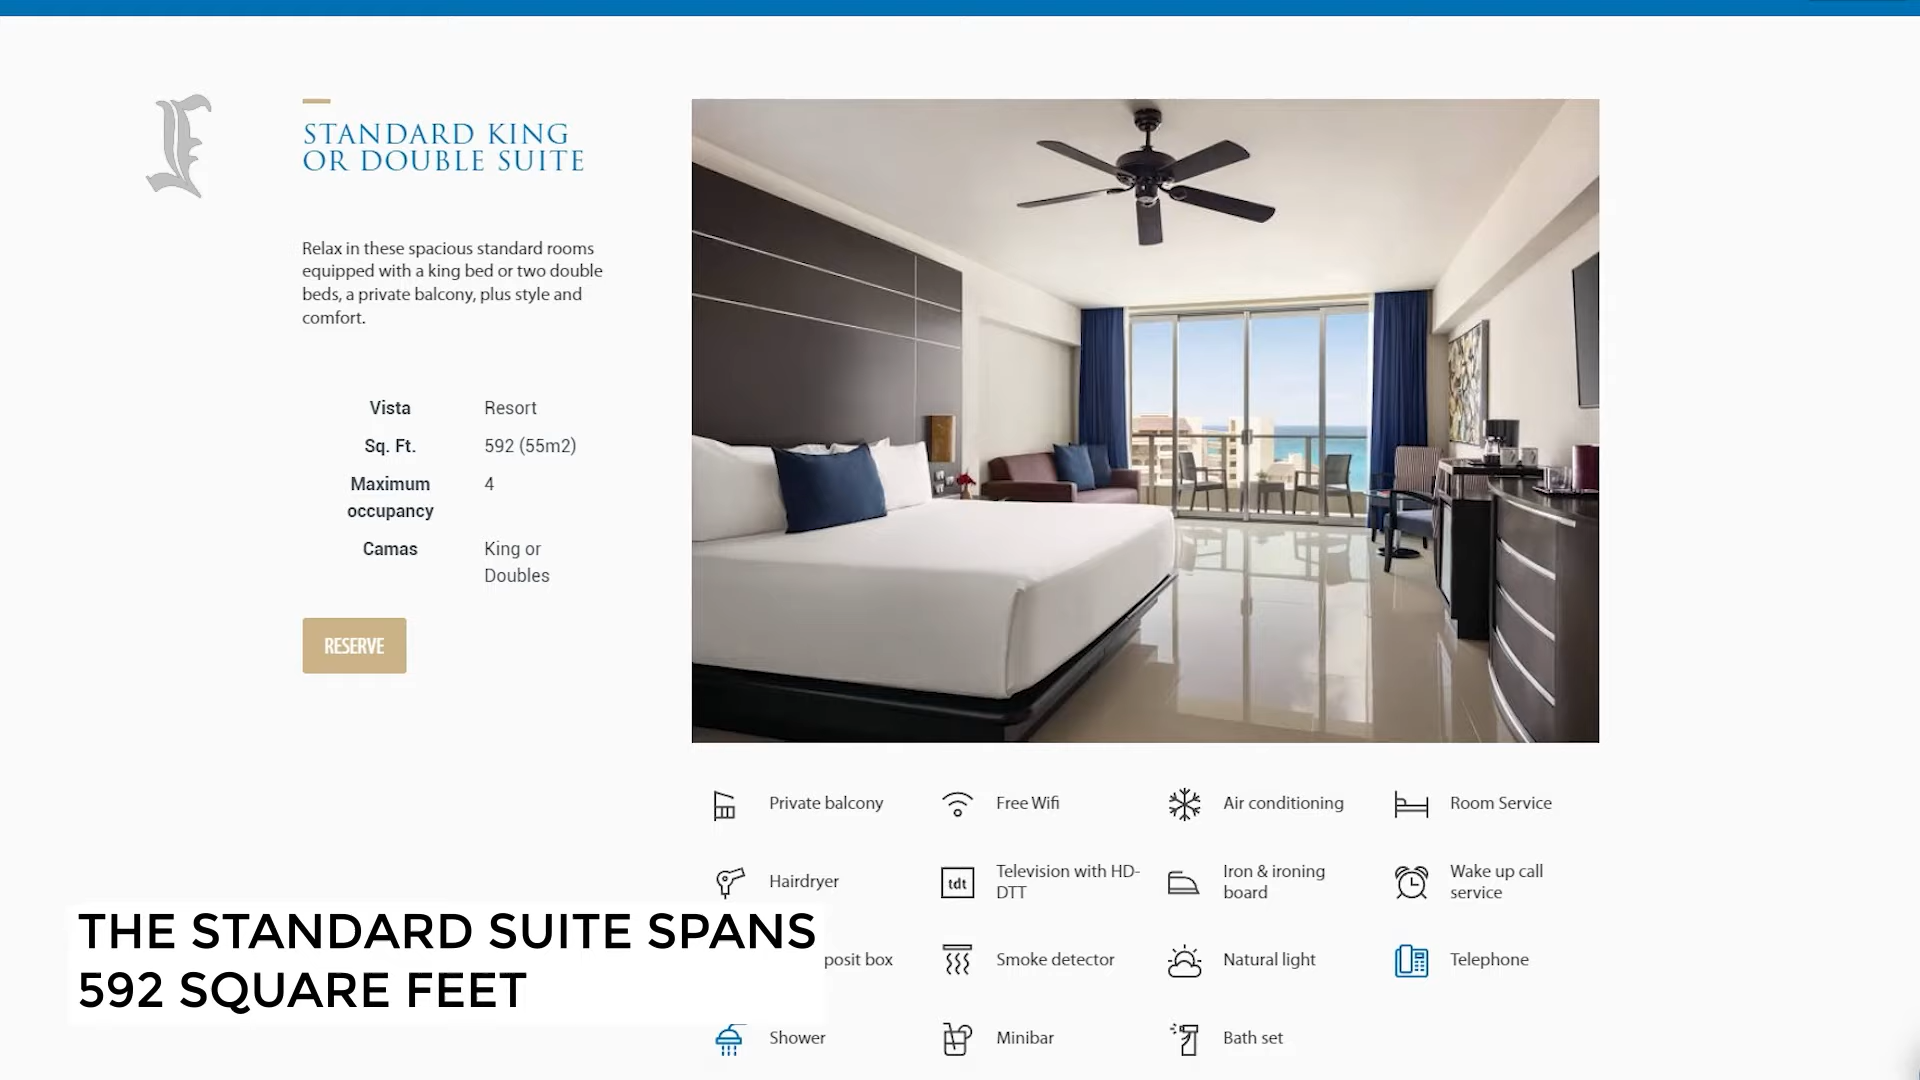 STANDARD KING
OR DOUBLE SUITE
Relax in these spacious standard rooms
equipped with a king bed or two double
beds, a private balcony, plus style and
comfort.
Vista Resort
Sq. Ft. 592 (55m2)
Maximum occupancy 4
Camas King or Doubles
RESERVE
Private balcony
Free Wifi
Air conditioning
Room Service
Hairdryer
tdt
Television with HD-
DTT
Iron & ironing
board
Wake up call
service
posit box
Smoke detector
Natural light
Telephone
Shower
Minibar
Bath set
THE STANDARD SUITE SPANS
592 SQUARE FEET